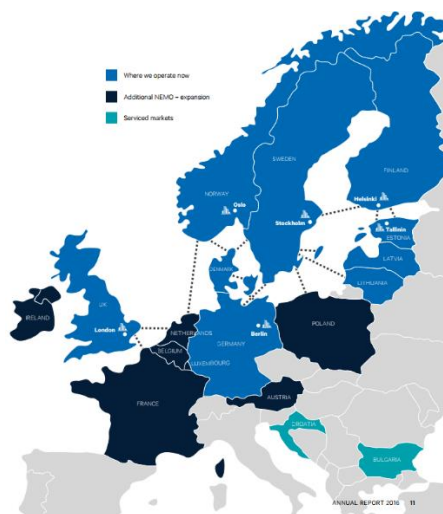 Where we operate now
Additional NEMO – expansion
Serviced markets
SWEDEN
FINLAND
NORWAY
Oslo
Helsinki
Stockholm
Tallinn
ESTONIA
DENMARK
LATVIA
LITHUANIA
IRELAND
UK
London
NETHERLANDS
Berlin
POLAND
BELGIUM
GERMANY
LUXEMBOURG
FRANCE
AUSTRIA
CROATIA
BULGARIA
ANNUAL REPORT 2016 11